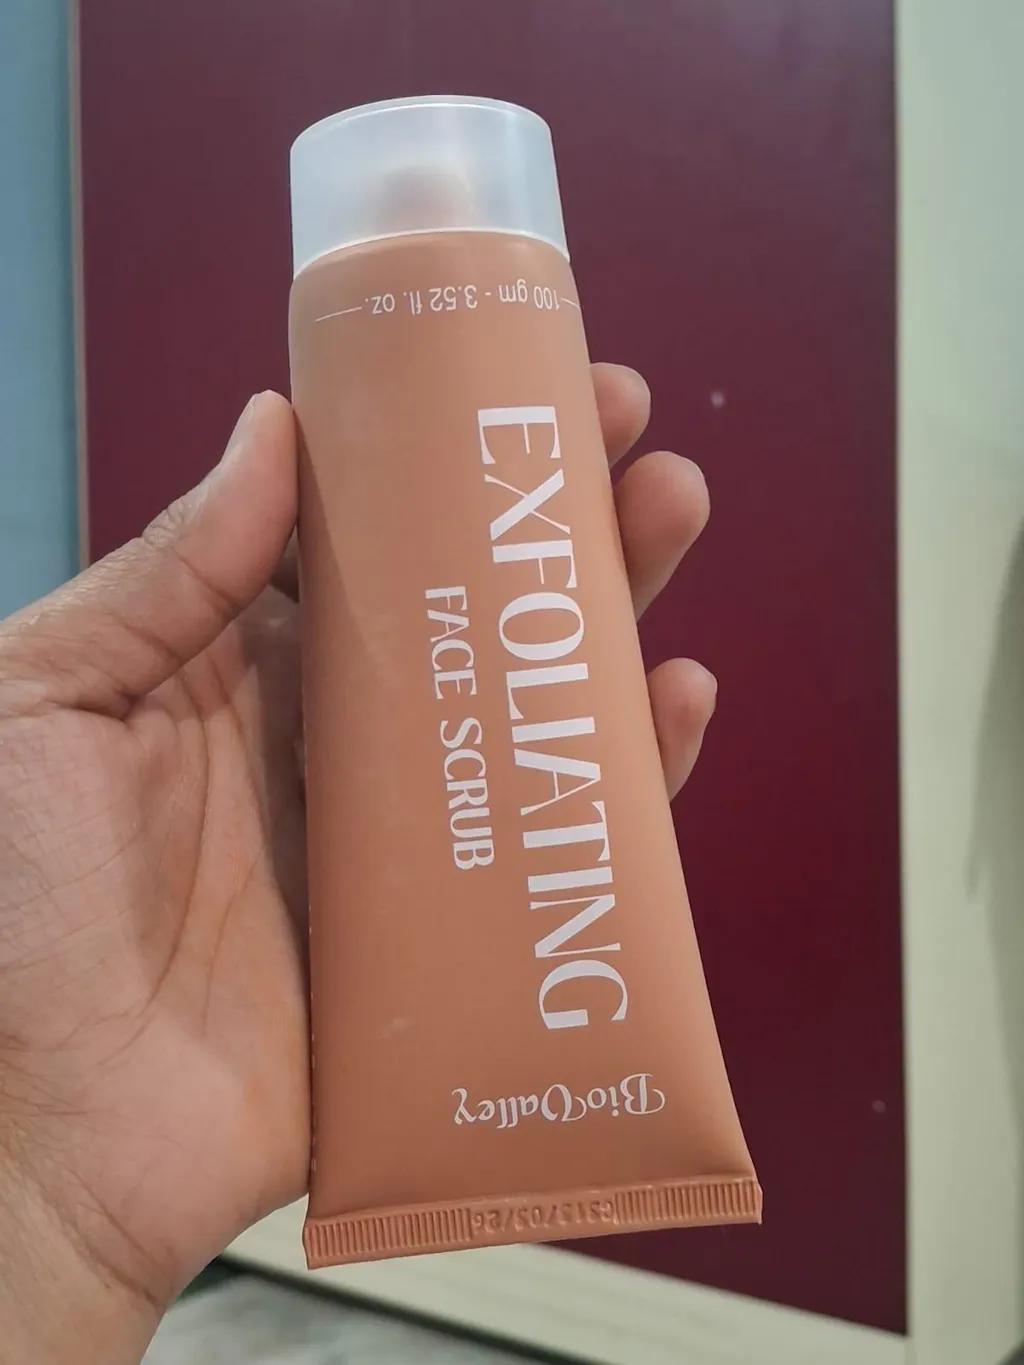 BioValley
EXFOLIATING
FACE SCRUB
100 gm - 3.52 fl. oz.